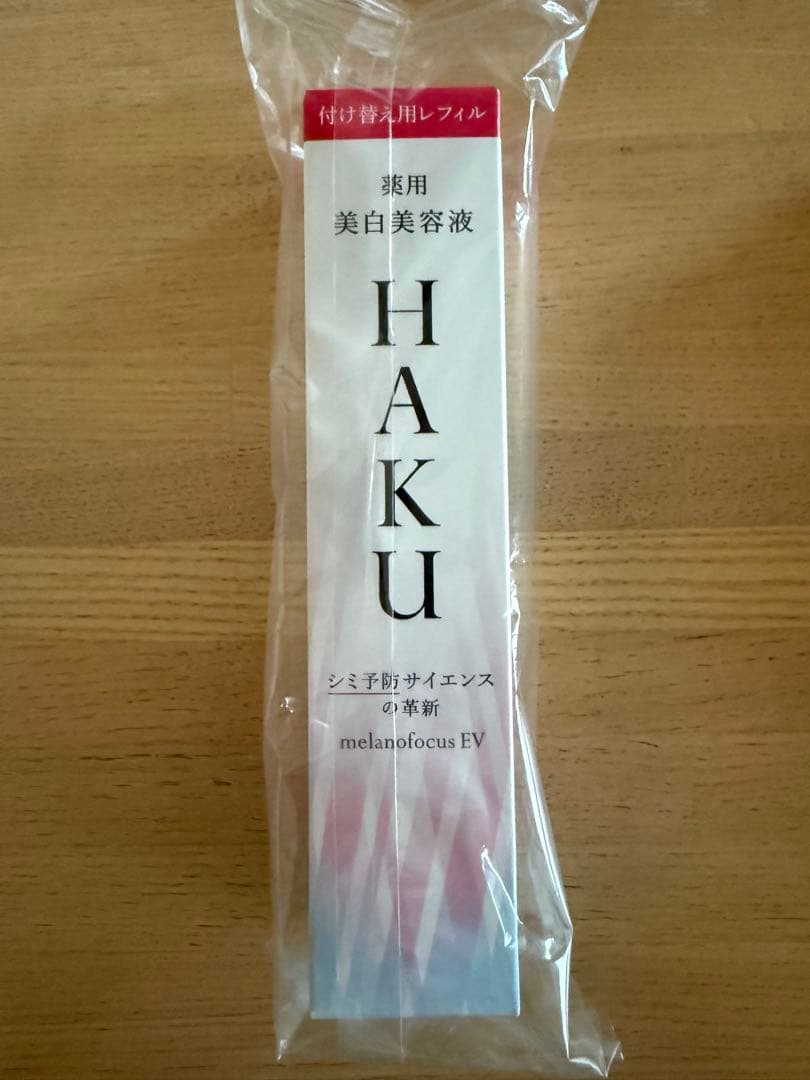 付け替え用レフィル
薬用
美白美容液
HAKU
シミ予防サイエンス
の革新
melanofocus EV